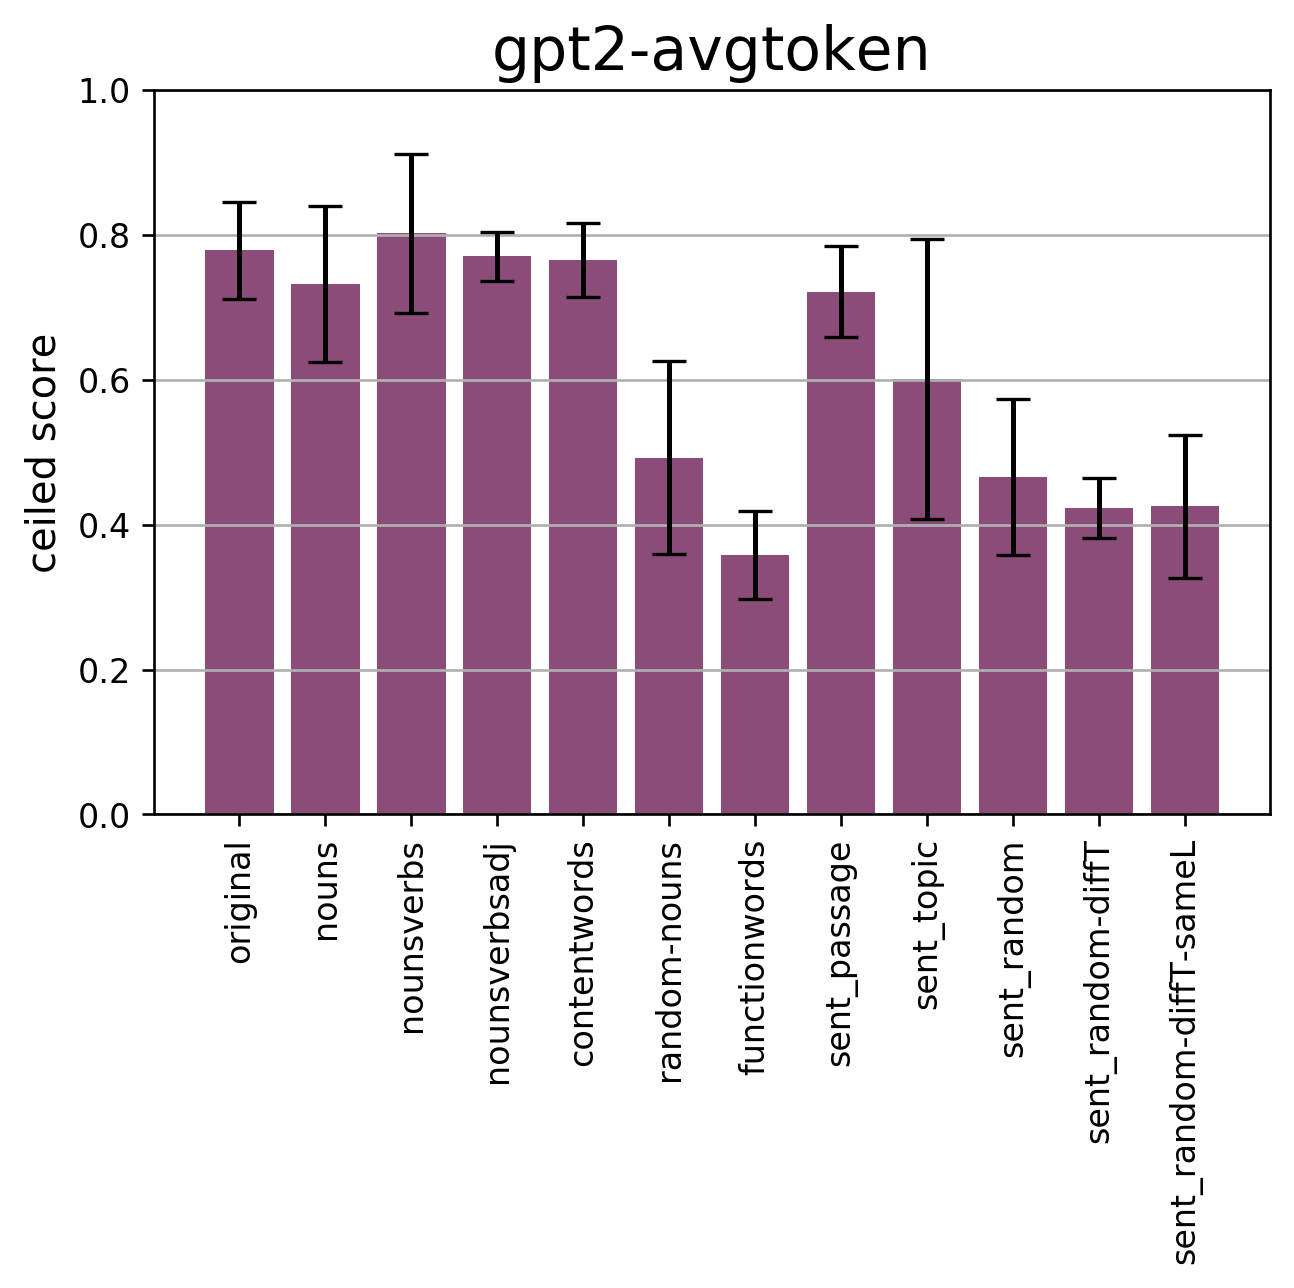 gpt2-avgtoken
ceiled score
1.0
0.8
0.6
0.4
0.2
0.0
original
nouns
nounsverbs
nounsverbsadj
contentwords
random-nouns
functionwords
sent_passage
sent_topic
sent_random
sent_random-diffT
sent_random-diffT-sameL